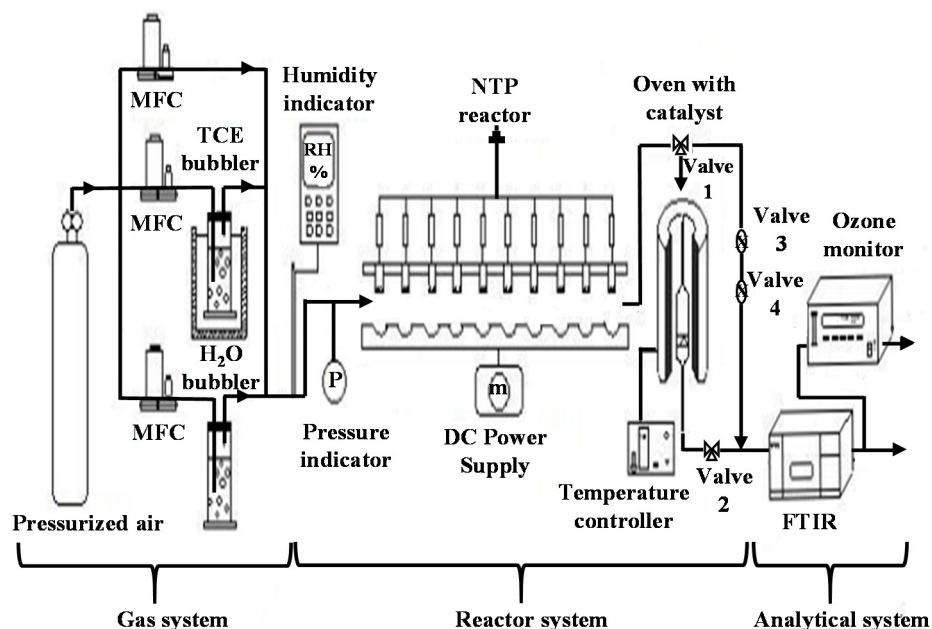 MFC
MFC
TCE
bubbler
H₂O
bubbler
MFC
Pressurized air
Humidity
indicator
RH
%
P
Pressure
indicator
NTP
reactor
m
DC Power
Supply
Oven with
catalyst
Valve
1
Valve
3
Valve
4
Valve
2
Temperature
controller
Ozone
monitor
FTIR
Gas system
Reactor system
Analytical system